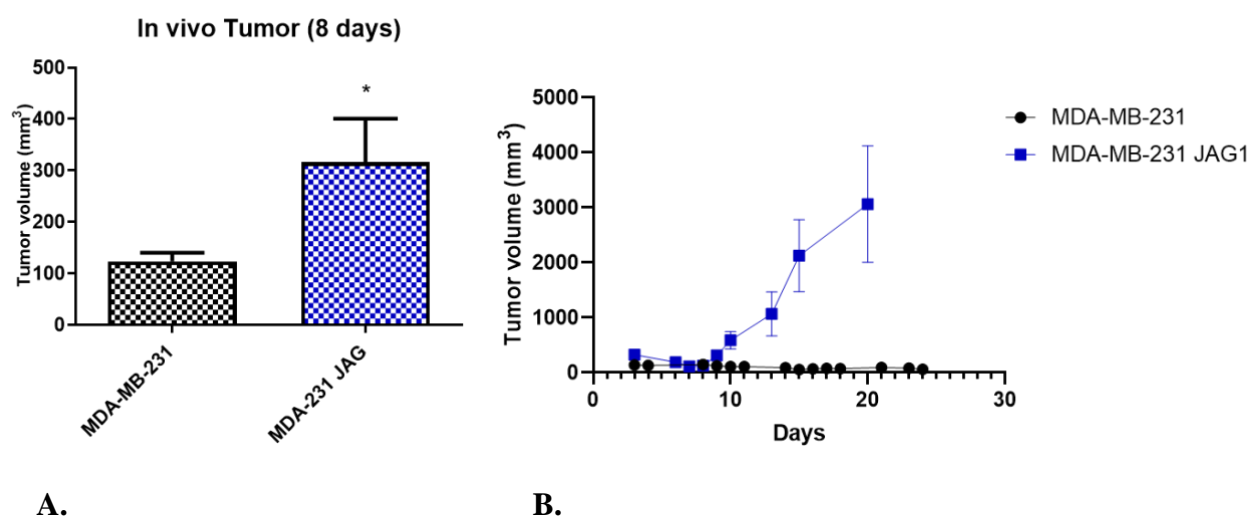 In vivo Tumor (8 days)
Tumor volume (mm³)
500
400
300
200
100
0
MDA-MB-231
MDA-231 JAG
*
A.
Tumor volume (mm³)
5000
4000
3000
2000
1000
0
0 10 20 30
Days
MDA-MB-231
MDA-MB-231 JAG1
B.